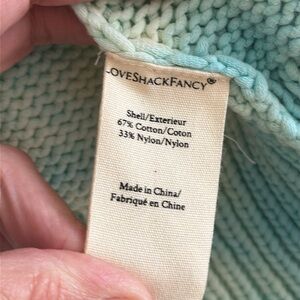 LOVESHACKFANCY®
Shell/Exterieur
67% Cotton/Coton
33% Nylon/Nylon
Made in China/
Fabriqué en Chine